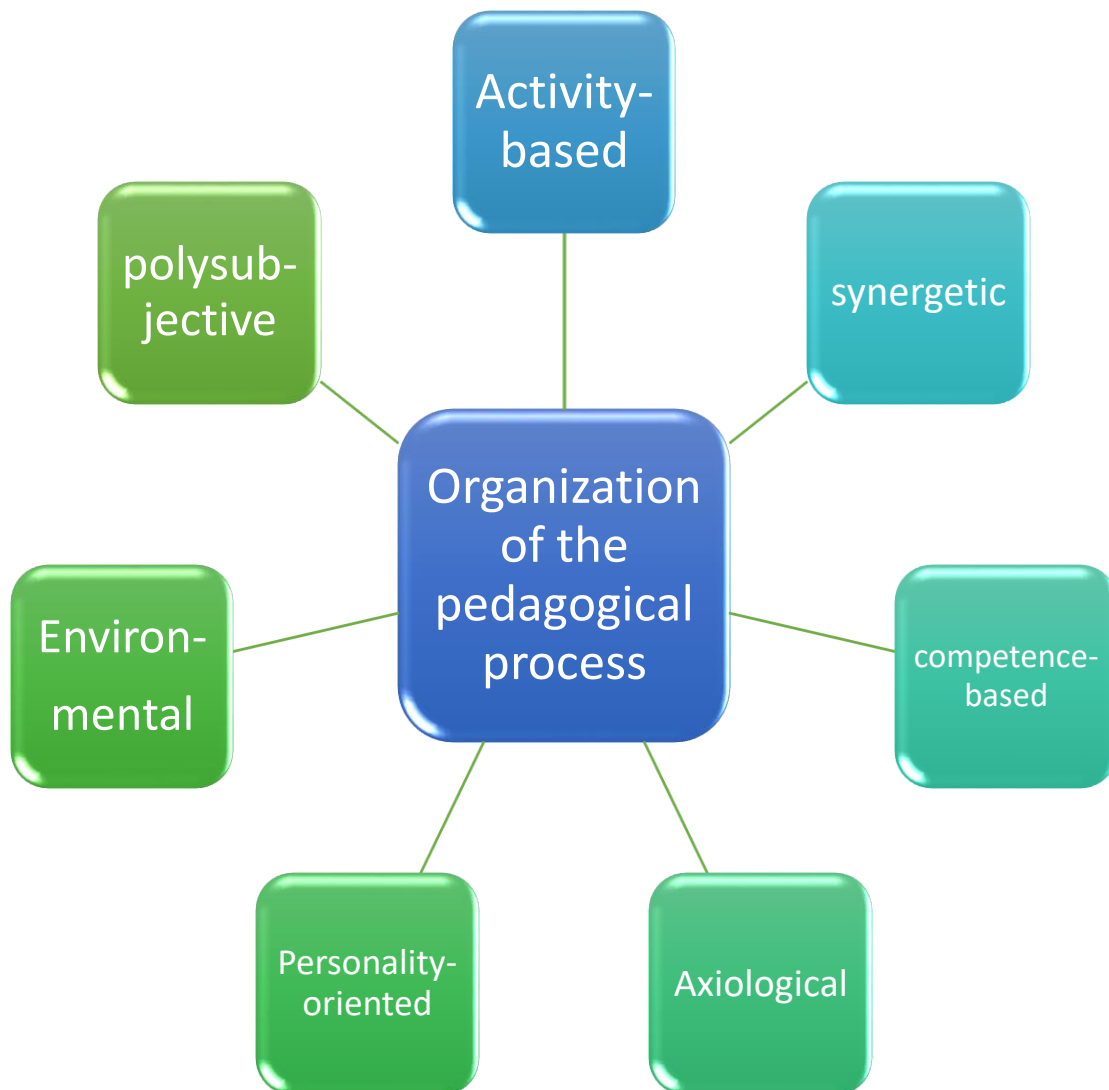 Activity-
based
synergetic
competence-
based
Axiological
Personality-
oriented
Environ-
mental
polysub-
jective
Organization
of the
pedagogical
process